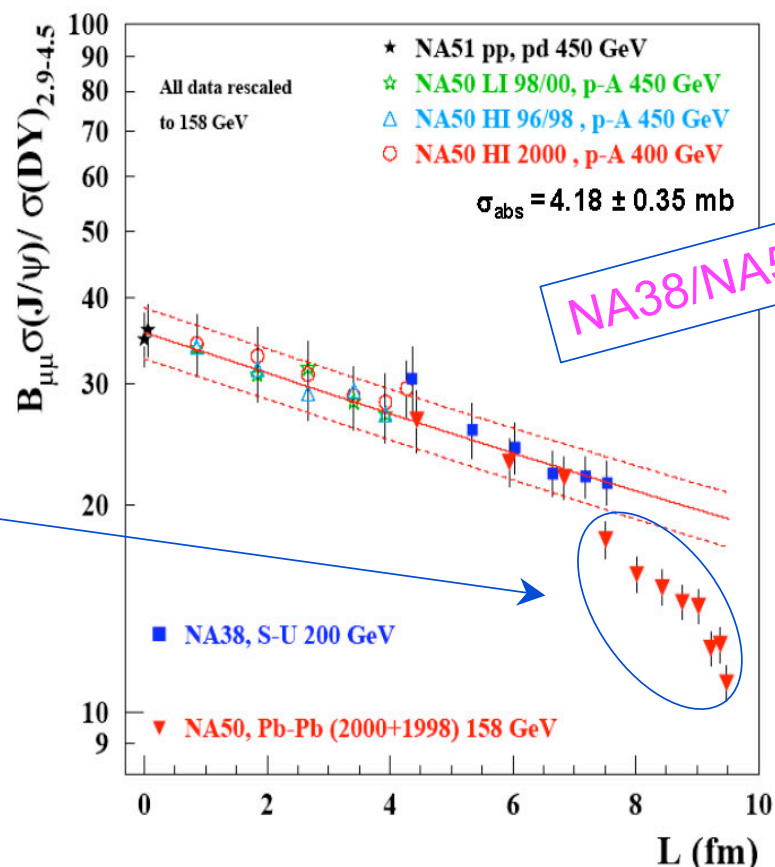 100
90
80
70
60
50
40
30
20
10
9
B_μμ σ(J/ψ)/ σ(DY)_2.9-4.5
All data rescaled
to 158 GeV
NA51 pp, pd 450 GeV
NA50 LI 98/00, p-A 450 GeV
NA50 HI 96/98 , p-A 450 GeV
NA50 HI 2000 , p-A 400 GeV
σ_abs = 4.18 ± 0.35 mb
NA38/NA5
NA38, S-U 200 GeV
NA50, Pb-Pb (2000+1998) 158 GeV
0 2 4 6 8 10
L (fm)